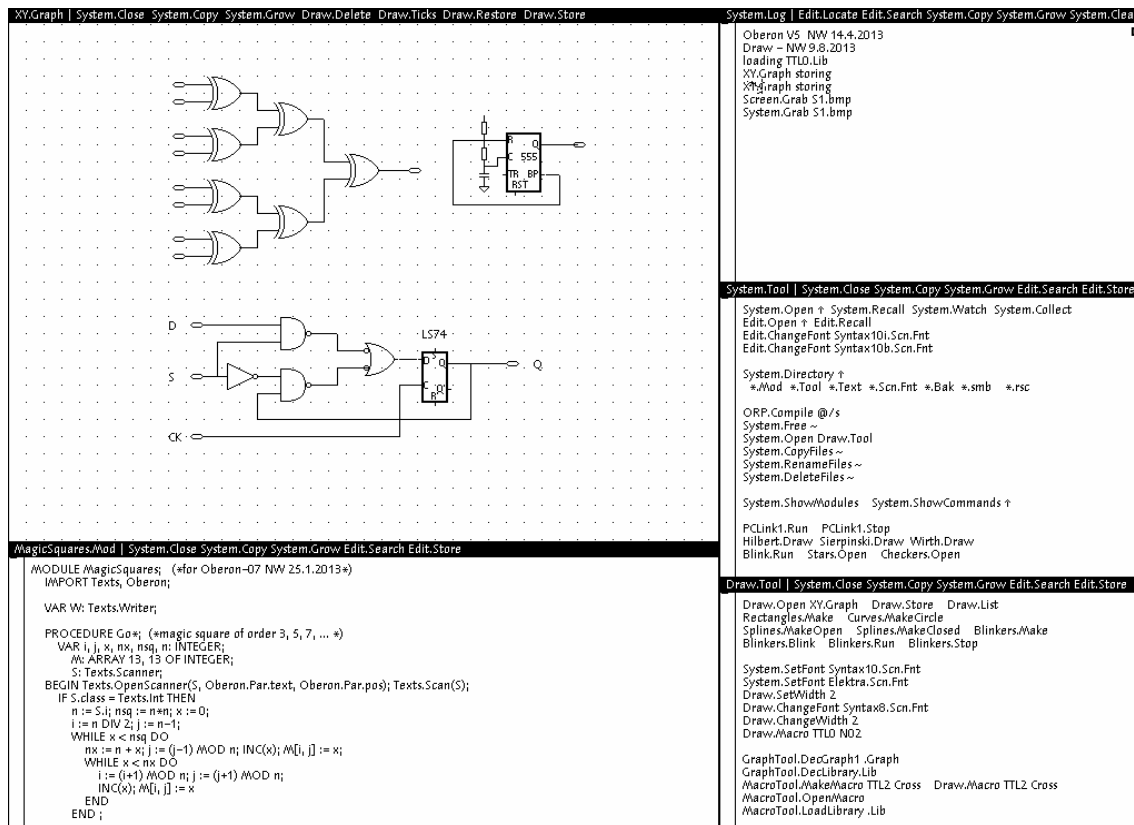 XY.Graph | System.Close System.Copy System.Grow Draw.Delete Draw.Ticks Draw.Restore Draw.Store
R Q
C 555
TR BP
RST
D
S
CK
LS74
S
D Q
C Q'
R
Q
MagicSquares.Mod | System.Close System.Copy System.Grow Edit.Search Edit.Store
MODULE MagicSquares; (*for Oberon-07 NW 25.1.2013*)
IMPORT Texts, Oberon;
VAR W: Texts.Writer;
PROCEDURE Go*; (*magic square of order 3, 5, 7, ... *)
VAR i, j, x, nx, nsq, n: INTEGER;
M: ARRAY 13, 13 OF INTEGER;
S: Texts.Scanner;
BEGIN Texts.OpenScanner(S, Oberon.Par.text, Oberon.Par.pos); Texts.Scan(S);
IF S.class = Texts.Int THEN
n := S.i; nsq := n*n; x := 0;
i := n DIV 2; j := n-1;
WHILE x < nsq DO
nx := n + x; j := (j-1) MOD n; INC(x); M[i, j] := x;
WHILE x < nx DO
i := (i+1) MOD n; j := (j+1) MOD n;
INC(x); M[i, j] := x
END
END ;
System.Log | Edit.Locate Edit.Search System.Copy System.Grow System.Clea
Oberon V5 NW 14.4.2013
Draw - NW 9.8.2013
loading TTL0.Lib
XY.Graph storing
XY.Graph storing
Screen.Grab S1.bmp
System.Grab S1.bmp
System.Tool | System.Close System.Copy System.Grow Edit.Search Edit.Store
System.Open ↑ System.Recall System.Watch System.Collect
Edit.Open ↑ Edit.Recall
Edit.ChangeFont Syntax10i.Scn.Fnt
Edit.ChangeFont Syntax10b.Scn.Fnt
System.Directory ↑
*.Mod *.Tool *.Text *.Scn.Fnt *.Bak *.smb *.rsc
ORP.Compile @/s
System.Free ~
System.Open Draw.Tool
System.CopyFiles ~
System.RenameFiles ~
System.DeleteFiles ~
System.ShowModules System.ShowCommands ↑
PCLink1.Run PCLink1.Stop
Hilbert.Draw Sierpinski.Draw Wirth.Draw
Blink.Run Stars.Open Checkers.Open
Draw.Tool | System.Close System.Copy System.Grow Edit.Search Edit.Store
Draw.Open XY.Graph Draw.Store Draw.List
Rectangles.Make Curves.MakeCircle
Splines.MakeOpen Splines.MakeClosed Blinkers.Make
Blinkers.Blink Blinkers.Run Blinkers.Stop
System.SetFont Syntax10.Scn.Fnt
System.SetFont Elektra.Scn.Fnt
Draw.SetWidth 2
Draw.ChangeFont Syntax8.Scn.Fnt
Draw.ChangeWidth 2
Draw.Macro TTL0 N02
GraphTool.DecGraph1 .Graph
GraphTool.DecLibrary.Lib
MacroTool.MakeMacro TTL2 Cross Draw.Macro TTL2 Cross
MacroTool.OpenMacro
MacroTool.LoadLibrary .Lib